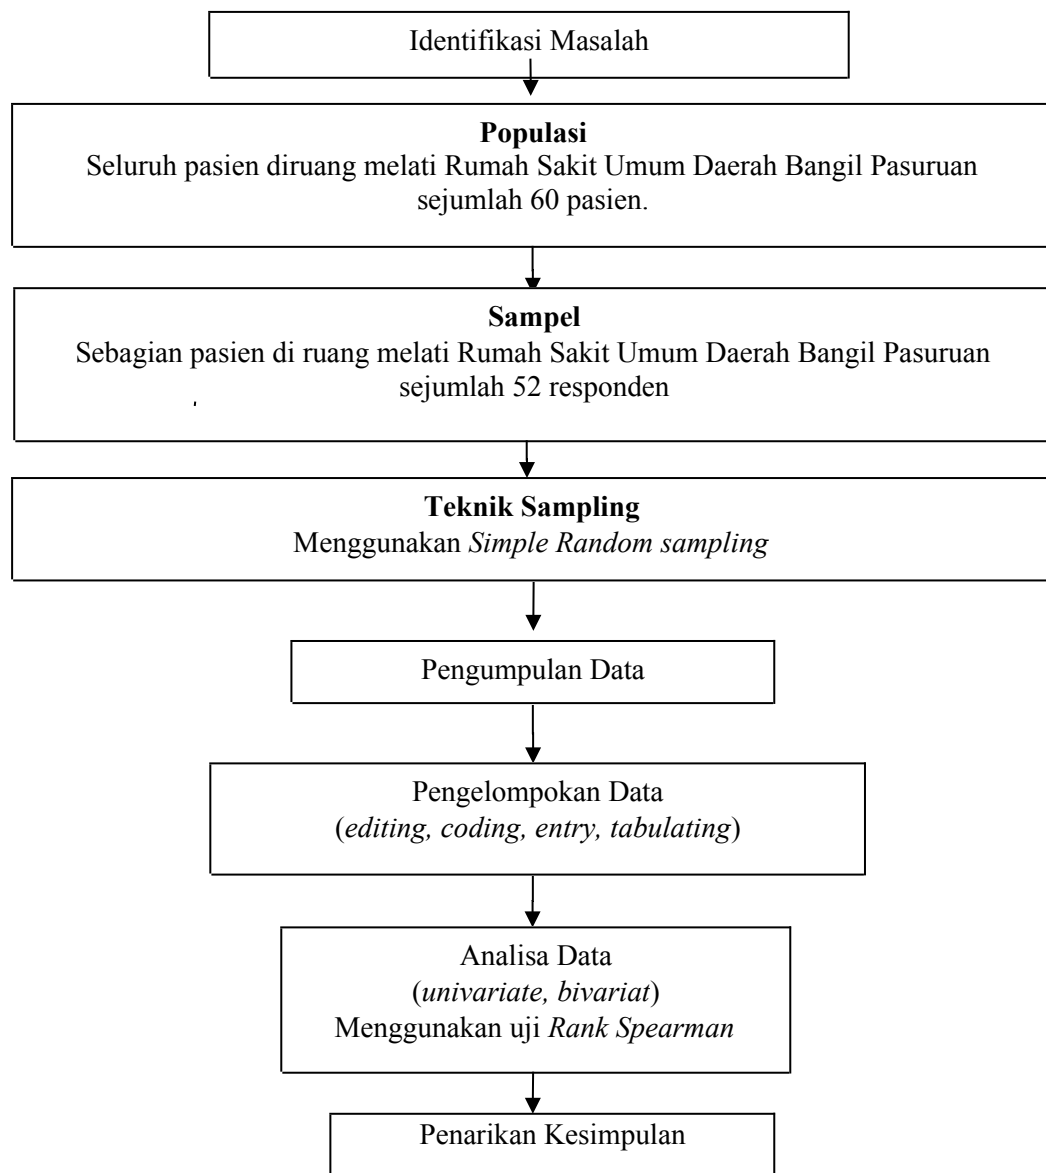 Identifikasi Masalah
Populasi
Seluruh pasien diruang melati Rumah Sakit Umum Daerah Bangil Pasuruan
sejumlah 60 pasien.
Sampel
Sebagian pasien di ruang melati Rumah Sakit Umum Daerah Bangil Pasuruan
sejumlah 52 responden
Teknik Sampling
Menggunakan Simple Random sampling
Pengumpulan Data
Pengelompokan Data
(editing, coding, entry, tabulating)
Analisa Data
(univariate, bivariat)
Menggunakan uji Rank Spearman
Penarikan Kesimpulan